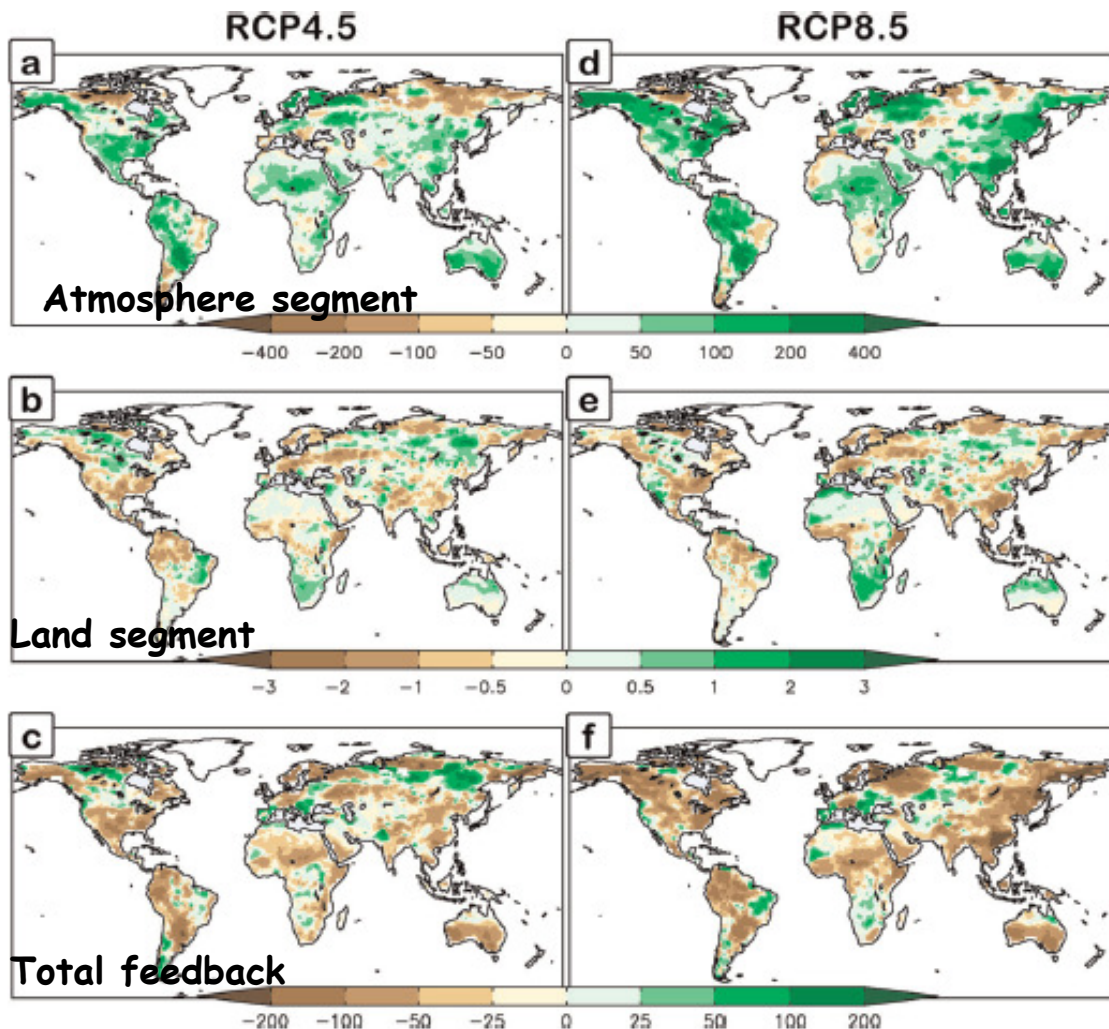 RCP4.5 RCP8.5
a d
Atmosphere segment
−400 −200 −100 −50 0 50 100 200 400
b e
Land segment
−3 −2 −1 −0.5 0 0.5 1 2 3
c f
Total feedback
−200 −100 −50 −25 0 25 50 100 200